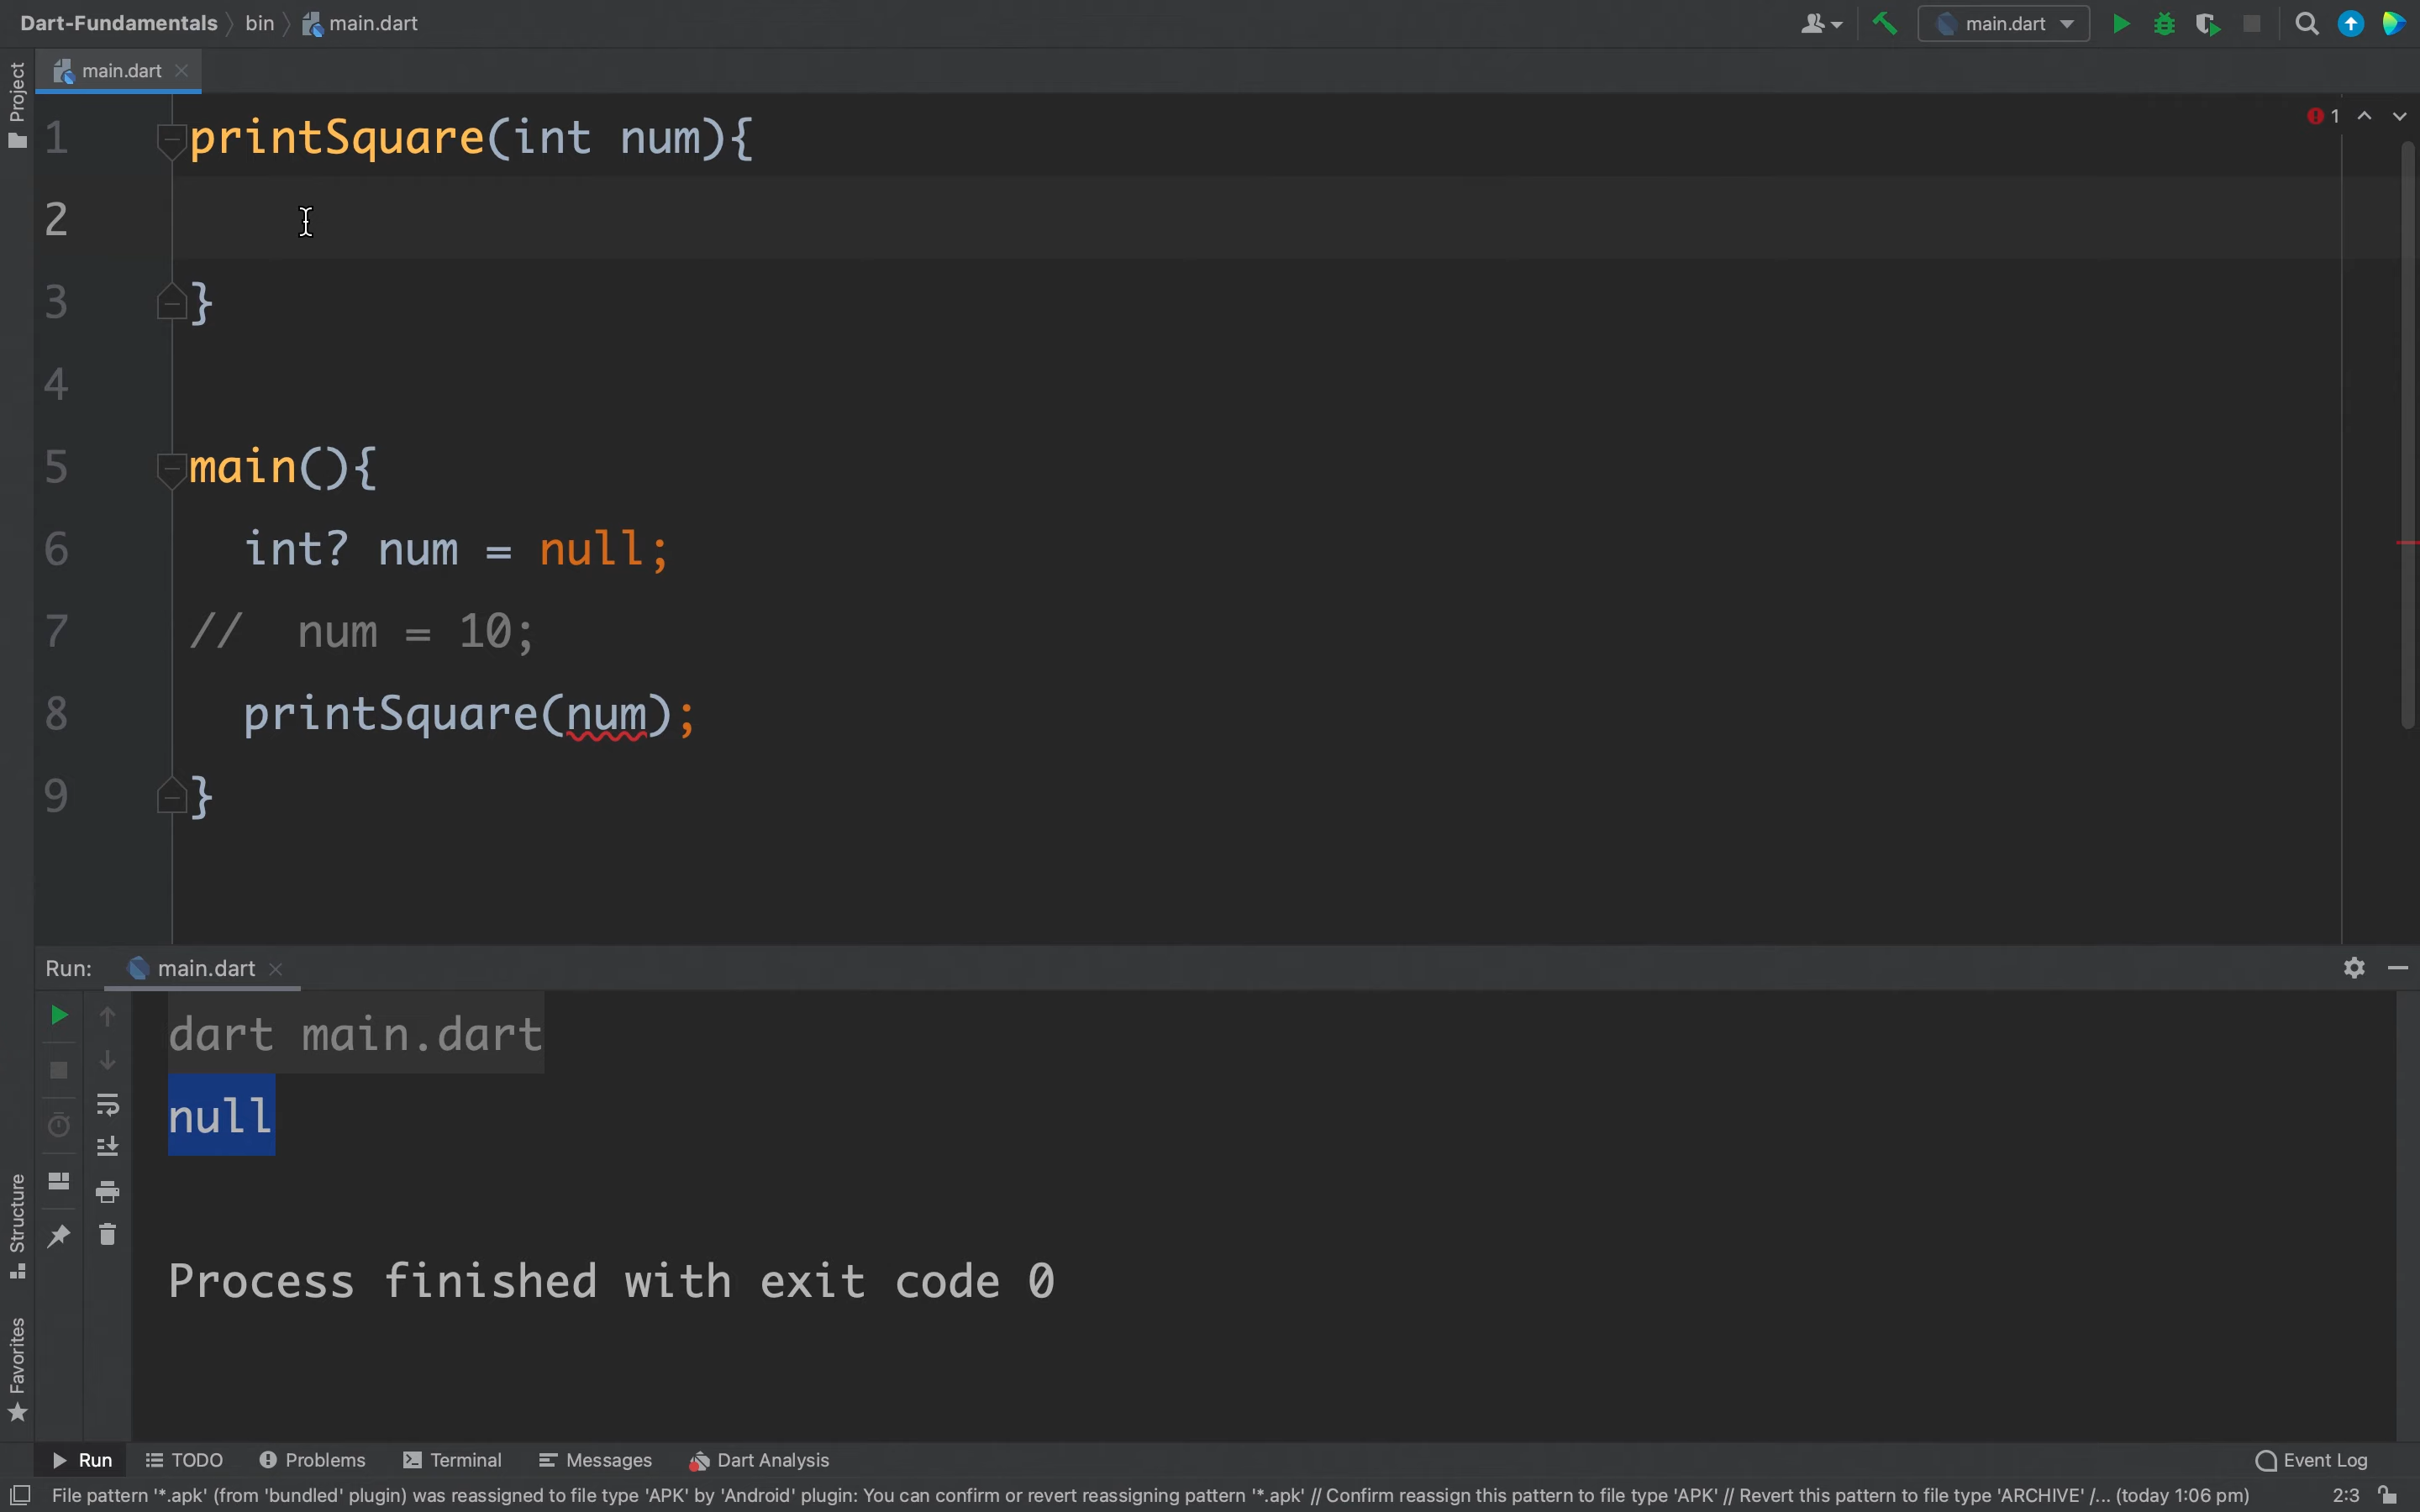 Dart-Fundamentals bin main.dart main.dart
Project
main.dart
1 printSquare(int num){ 1
2
3 }
4
5 main(){
6 int? num = null;
7 // num = 10;
8 printSquare(num);
9 }
Run: main.dart
dart main.dart
null
Process finished with exit code 0
Structure
Favorites
Run TODO Problems Terminal Messages Dart Analysis Event Log
File pattern '*.apk' (from 'bundled' plugin) was reassigned to file type 'APK' by 'Android' plugin: You can confirm or revert reassigning pattern '*.apk' // Confirm reassign this pattern to file type 'APK' // Revert this pattern to file type 'ARCHIVE' /... (today 1:06 pm) 2:3